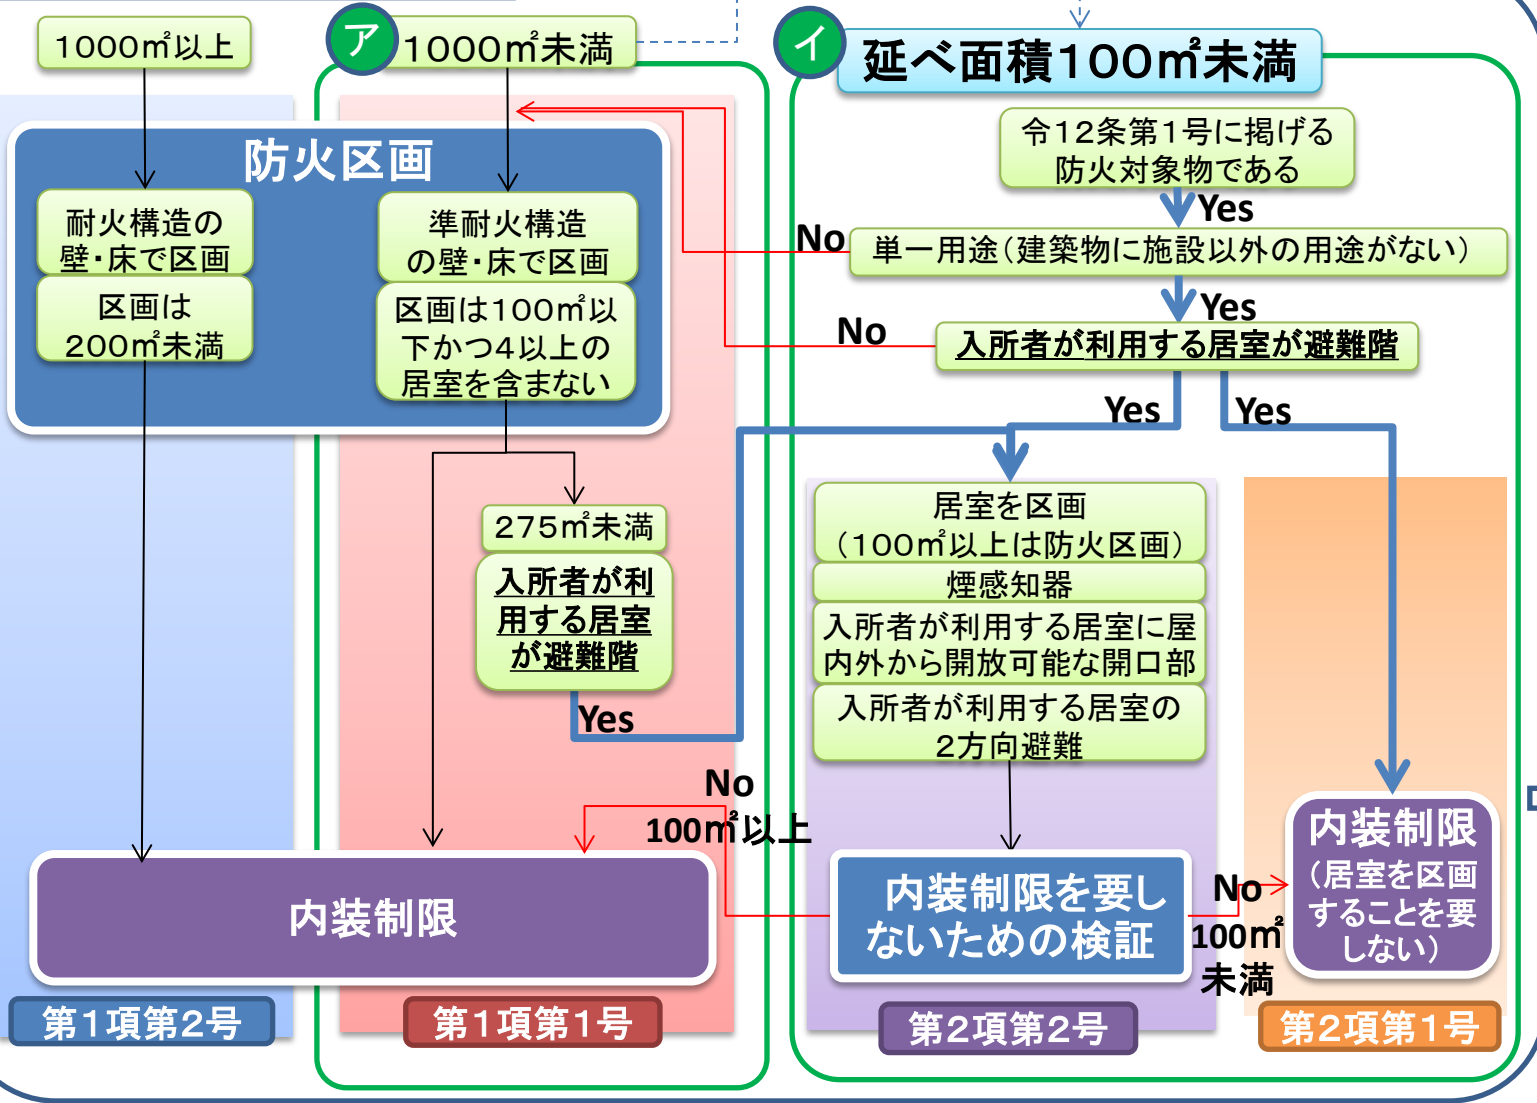 1000㎡以上
ア
1000㎡未満
防火区画
耐火構造の
壁・床で区画
区画は
200㎡未満
準耐火構造
の壁・床で区画
区画は100㎡以
下かつ4以上の
居室を含まない
275㎡未満
入所者が利
用する居室
が避難階
Yes
No
100㎡以上
内装制限
第1項第2号
第1項第1号
イ
延べ面積100㎡未満
令12条第1号に掲げる
防火対象物である
Yes
No
単一用途(建築物に施設以外の用途がない)
Yes
No
入所者が利用する居室が避難階
Yes
Yes
居室を区画
(100㎡以上は防火区画)
煙感知器
入所者が利用する居室に屋
内外から開放可能な開口部
入所者が利用する居室の
2方向避難
内装制限を要し
ないための検証
No
100㎡
未満
内装制限
(居室を区画
することを要
しない)
第2項第2号
第2項第1号